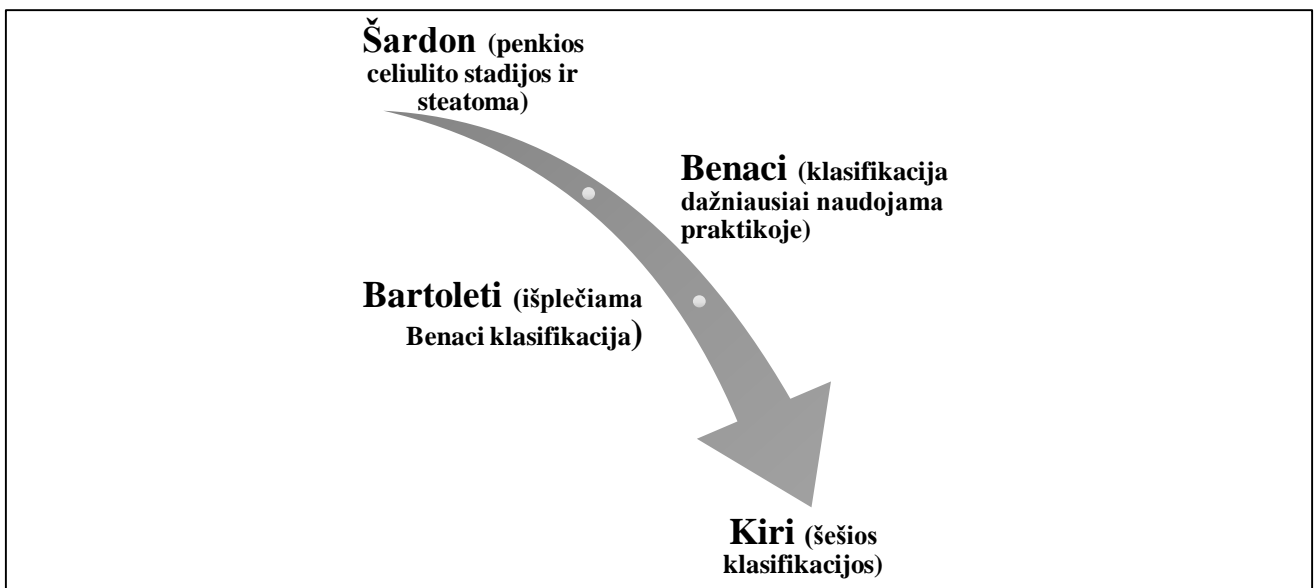 Šardon (penkios
celiulito stadijos ir
steatoma)
Benaci (klasifikacija
dažniausiai naudojama
praktikoje)
Bartoleti (išplečiama
Benaci klasifikacija)
Kiri (šešios
klasifikacijos)